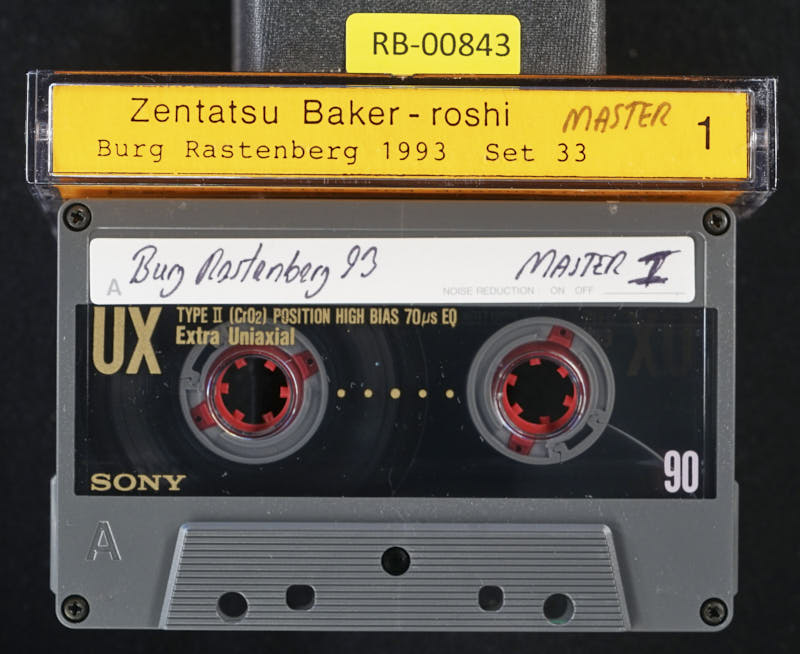 RB-00843
Zentatsu Baker-roshi MASTER 1
Burg Rastenberg 1993 Set 33
A Burg Rastenberg 93 MASTER II
NOISE REDUCTION: ON OFF
UX TYPE II (CrO2) POSITION HIGH BIAS 70μs EQ
Extra Uniaxial
SONY 90
A